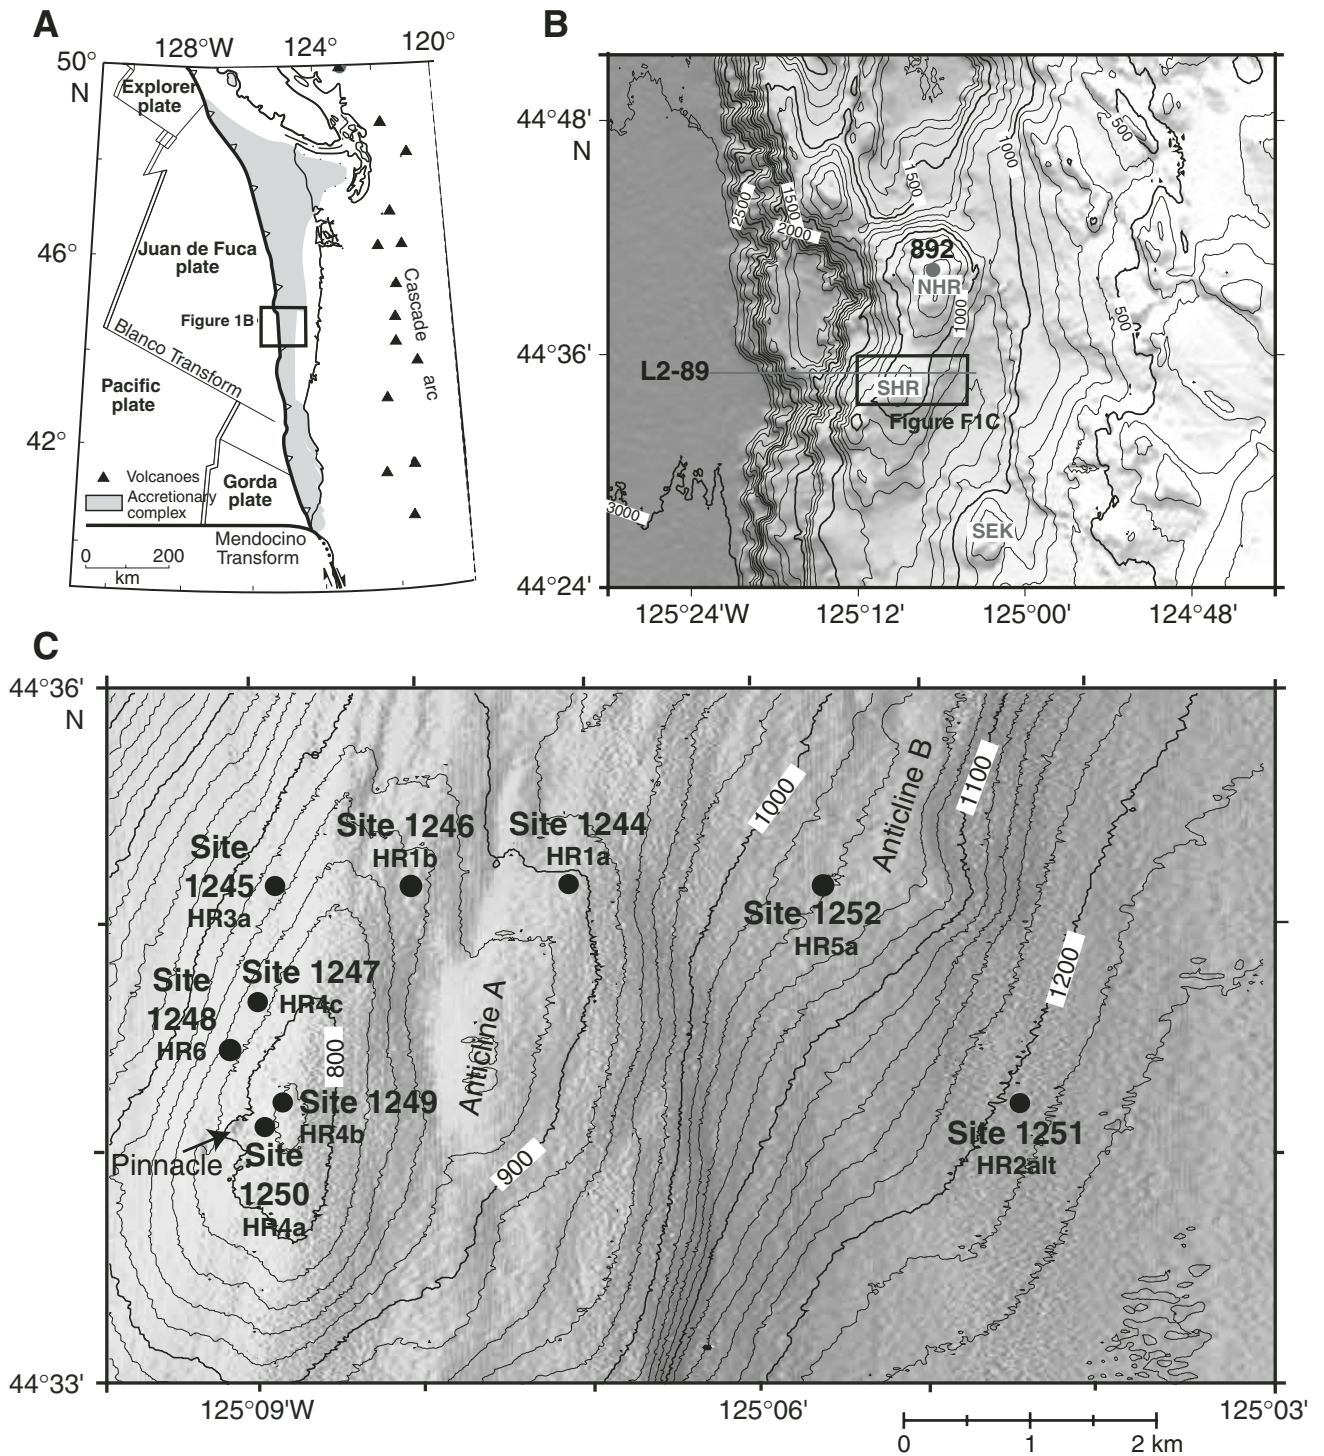 A
128°W
124°
120°
50°
N
Explorer
plate
46°
Juan de Fuca
plate
Figure 1B
Cascade arc
Blanco Transform
Pacific
plate
42°
Volcanoes
Accretionary
complex
Gorda
plate
Mendocino
Transform
0
200
km
B
44°48'
N
500
1000
1500
2500
1500
2000
892
NHR
1000
500
44°36'
L2-89
SHR
Figure F1C
3000
SEK
44°24'
125°24'W
125°12'
125°00'
124°48'
C
44°36'
N
1000
Anticline B
1100
Site 1246
HR1b
Site 1244
HR1a
Site
1245
HR3a
Site 1252
HR5a
Site 1247
HR4c
Site
1248
HR6
1200
800
Anticline A
Site 1249
HR4b
Pinnacle
Site
1250
HR4a
900
Site 1251
HR2alt
44°33'
125°09'W
125°06'
125°03'
0
1
2 km